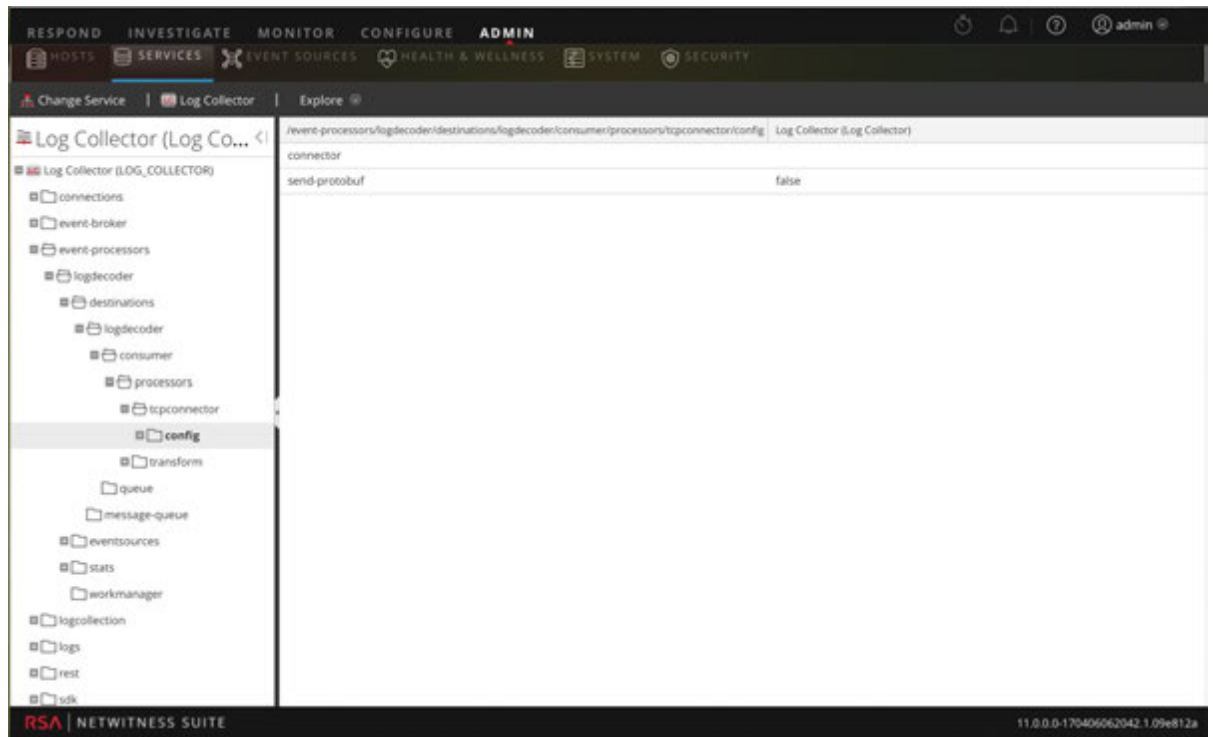 RESPOND INVESTIGATE MONITOR CONFIGURE ADMIN admin
HOSTS SERVICES EVENT SOURCES HEALTH & WELLNESS SYSTEM SECURITY
Change Service | Log Collector | Explore
Log Collector (Log Co...
/event-processors/logdecoder/destinations/logdecoder/consumer/processors/tcpconnector/config Log Collector (Log Collector)
connector
send-protobuf false
Log Collector (LOG_COLLECTOR)
connections
event-broker
event-processors
logdecoder
destinations
logdecoder
consumer
processors
tcpconnector
config
transform
queue
message-queue
eventsources
stats
workmanager
logcollection
logs
rest
sdk
RSA | NETWITNESS SUITE 11.0.0.0-170406062042.1.09e812a